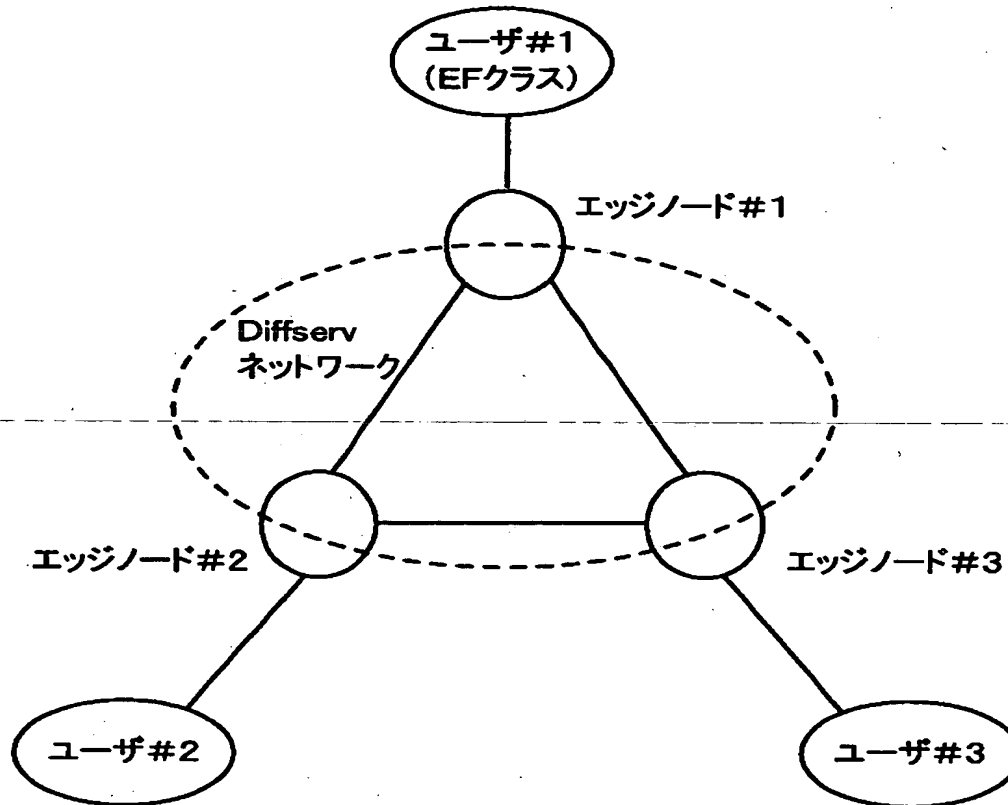 ユーザ#1
(EFクラス)
エッジノード#1
Diffserv
ネットワーク
エッジノード#2
エッジノード#3
ユーザ#2
ユーザ#3